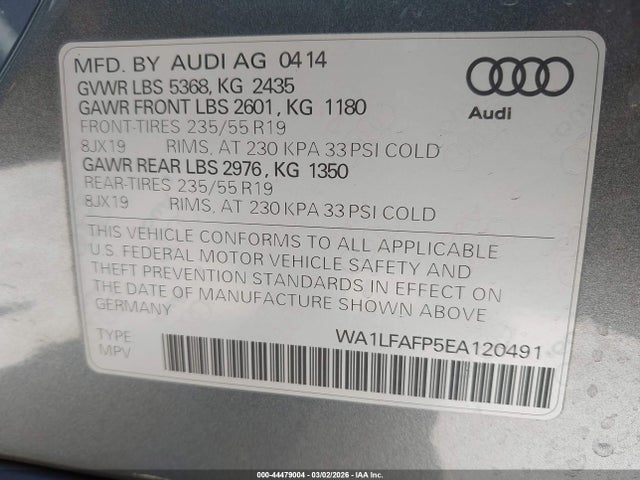 MFD. BY AUDI AG 0414
GVWR LBS 5368, KG 2435
GAWR FRONT LBS 2601, KG 1180
FRONT-TIRES 235/55 R19
8JX19 RIMS, AT 230 KPA 33 PSI COLD
GAWR REAR LBS 2976, KG 1350
REAR-TIRES 235/55 R19
8JX19 RIMS, AT 230 KPA 33 PSI COLD
Audi
THIS VEHICLE CONFORMS TO ALL APPLICABLE
U.S. FEDERAL MOTOR VEHICLE SAFETY AND
THEFT PREVENTION STANDARDS IN EFFECT ON
THE DATE OF MANUFACTURE SHOWN ABOVE
GERMANY
TYPE
MPV
WA1LFAFP5EA120491
000-44479004 | 03/02/2026 - IAA LF